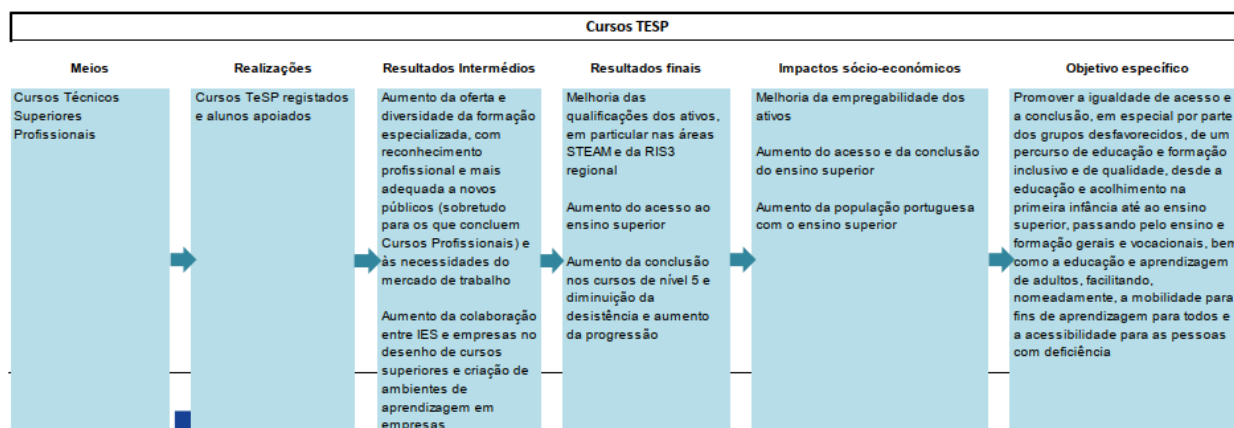 Cursos TESP
Meios
Realizações
Resultados Intermédios
Resultados finais
Impactos sócio-económicos
Objetivo específico
Cursos Técnicos
Superiores
Profissionais
Cursos TeSP registados
e alunos apoiados
Aumento da oferta e
diversidade da formação
especializada, com
reconhecimento
profissional e mais
adequada a novos
públicos (sobretudo
para os que concluem
Cursos Profissionais) e
às necessidades do
mercado de trabalho
Aumento da colaboração
entre IES e empresas no
desenho de cursos
superiores e criação de
ambientes de
aprendizagem em
empresas
Melhoria das
qualificações dos ativos,
em particular nas áreas
STEAM e da RIS3
regional
Aumento do acesso ao
ensino superior
Aumento da conclusão
nos cursos de nível 5 e
diminuição da
desistência e aumento
da progressão
Melhoria da empregabilidade dos
ativos
Aumento do acesso e da conclusão
do ensino superior
Aumento da população portuguesa
com o ensino superior
Promover a igualdade de acesso e
a conclusão, em especial por parte
dos grupos desfavorecidos, de um
percurso de educação e formação
inclusivo e de qualidade, desde a
educação e acolhimento na
primeira infância até ao ensino
superior, passando pelo ensino e
formação gerais e vocacionais, bem
como a educação e aprendizagem
de adultos, facilitando,
nomeadamente, a mobilidade para
fins de aprendizagem para todos e
a acessibilidade para as pessoas
com deficiência